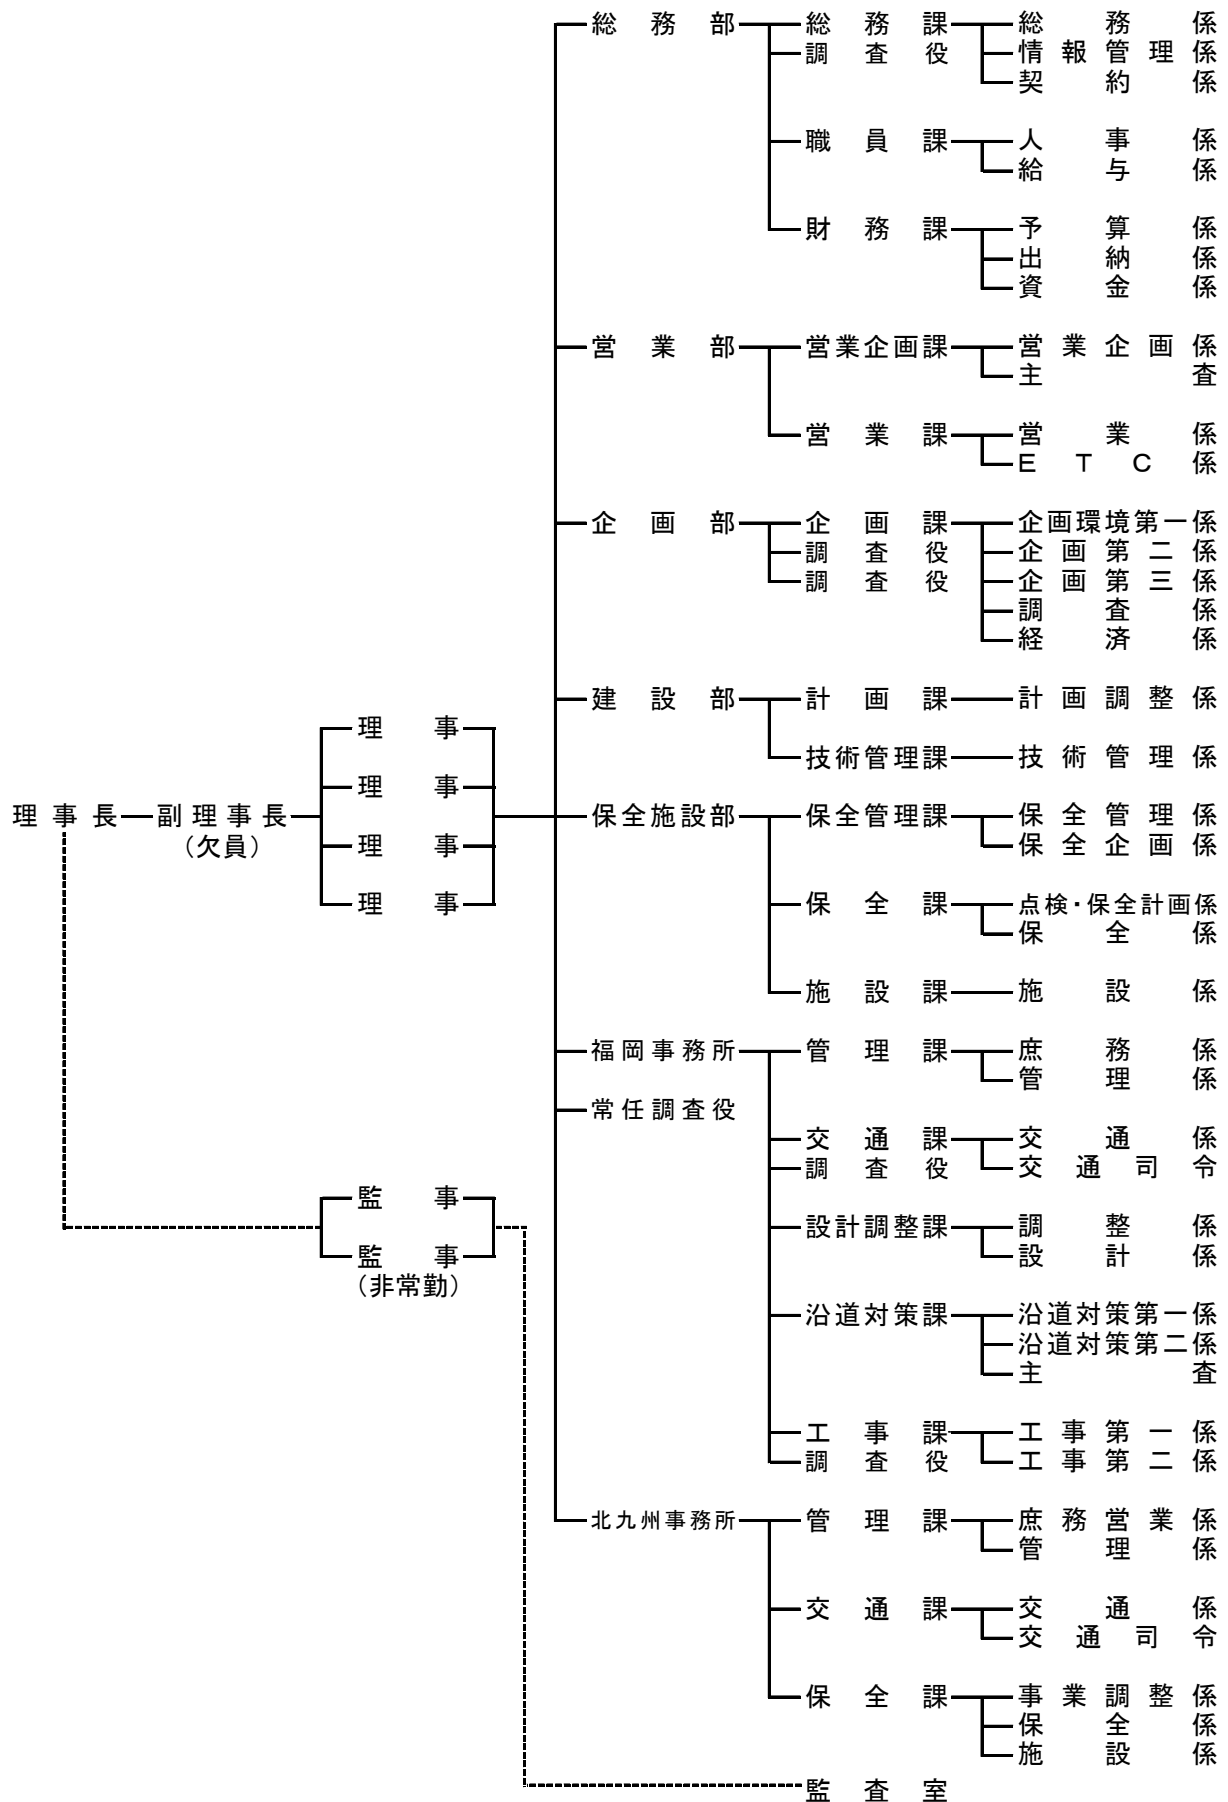 総務部 総務課 総務係
調査役 情報管理係
契約係
職員課 人事係
給与係
財務課 予算係
出納係
資金係
営業部 営業企画課 営業企画係
主査
営業課 営業係
ETC係
企画部 企画課 企画環境第一係
調査役 企画第二係
調査役 企画第三係
調査係
経済係
建設部 計画課 計画調整係
理事
技術管理課 技術管理係
理事
理事長 副理事長 保全施設部 保全管理課 保全管理係
(欠員) 理事 保全企画係
理事 保全課 点検・保全計画係
保全係
施設課 施設係
福岡事務所 管理課 庶務係
管理係
常任調査役
交通課 交通係
調査役 交通司令
監事
設計調整課 調整係
監事 設計係
(非常勤)
沿道対策課 沿道対策第一係
沿道対策第二係
主査
工事課 工事第一係
調査役 工事第二係
北九州事務所 管理課 庶務営業係
管理係
交通課 交通係
交通司令
保全課 事業調整係
保全係
施設係
監査室